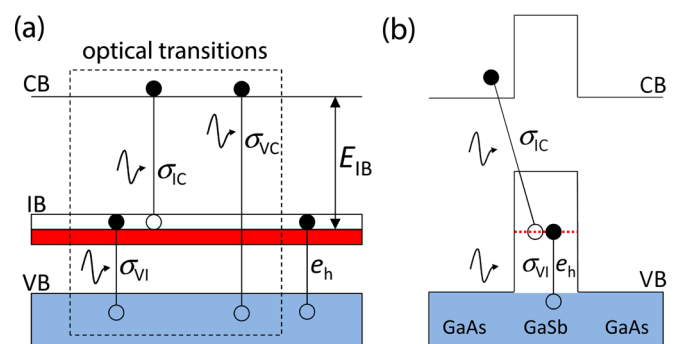 (a)
optical transitions
CB
σVC
σIC
EIB
IB
σVI
eh
VB
(b)
CB
σIC
σVI
eh
VB
GaAs
GaSb
GaAs